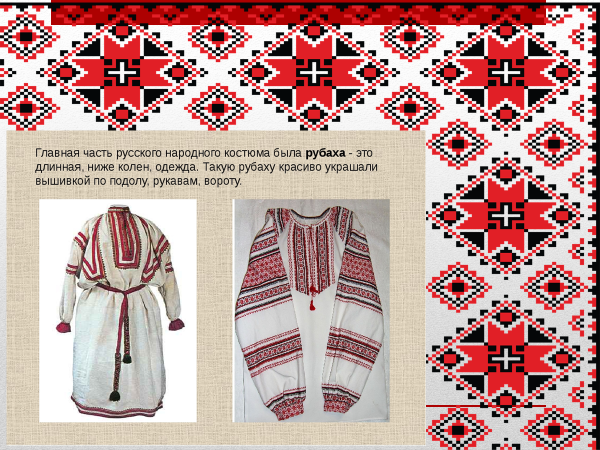 Главная часть русского народного костюма была рубаха - это
длинная, ниже колен, одежда. Такую рубаху красиво украшали
вышивкой по подолу, рукавам, вороту.